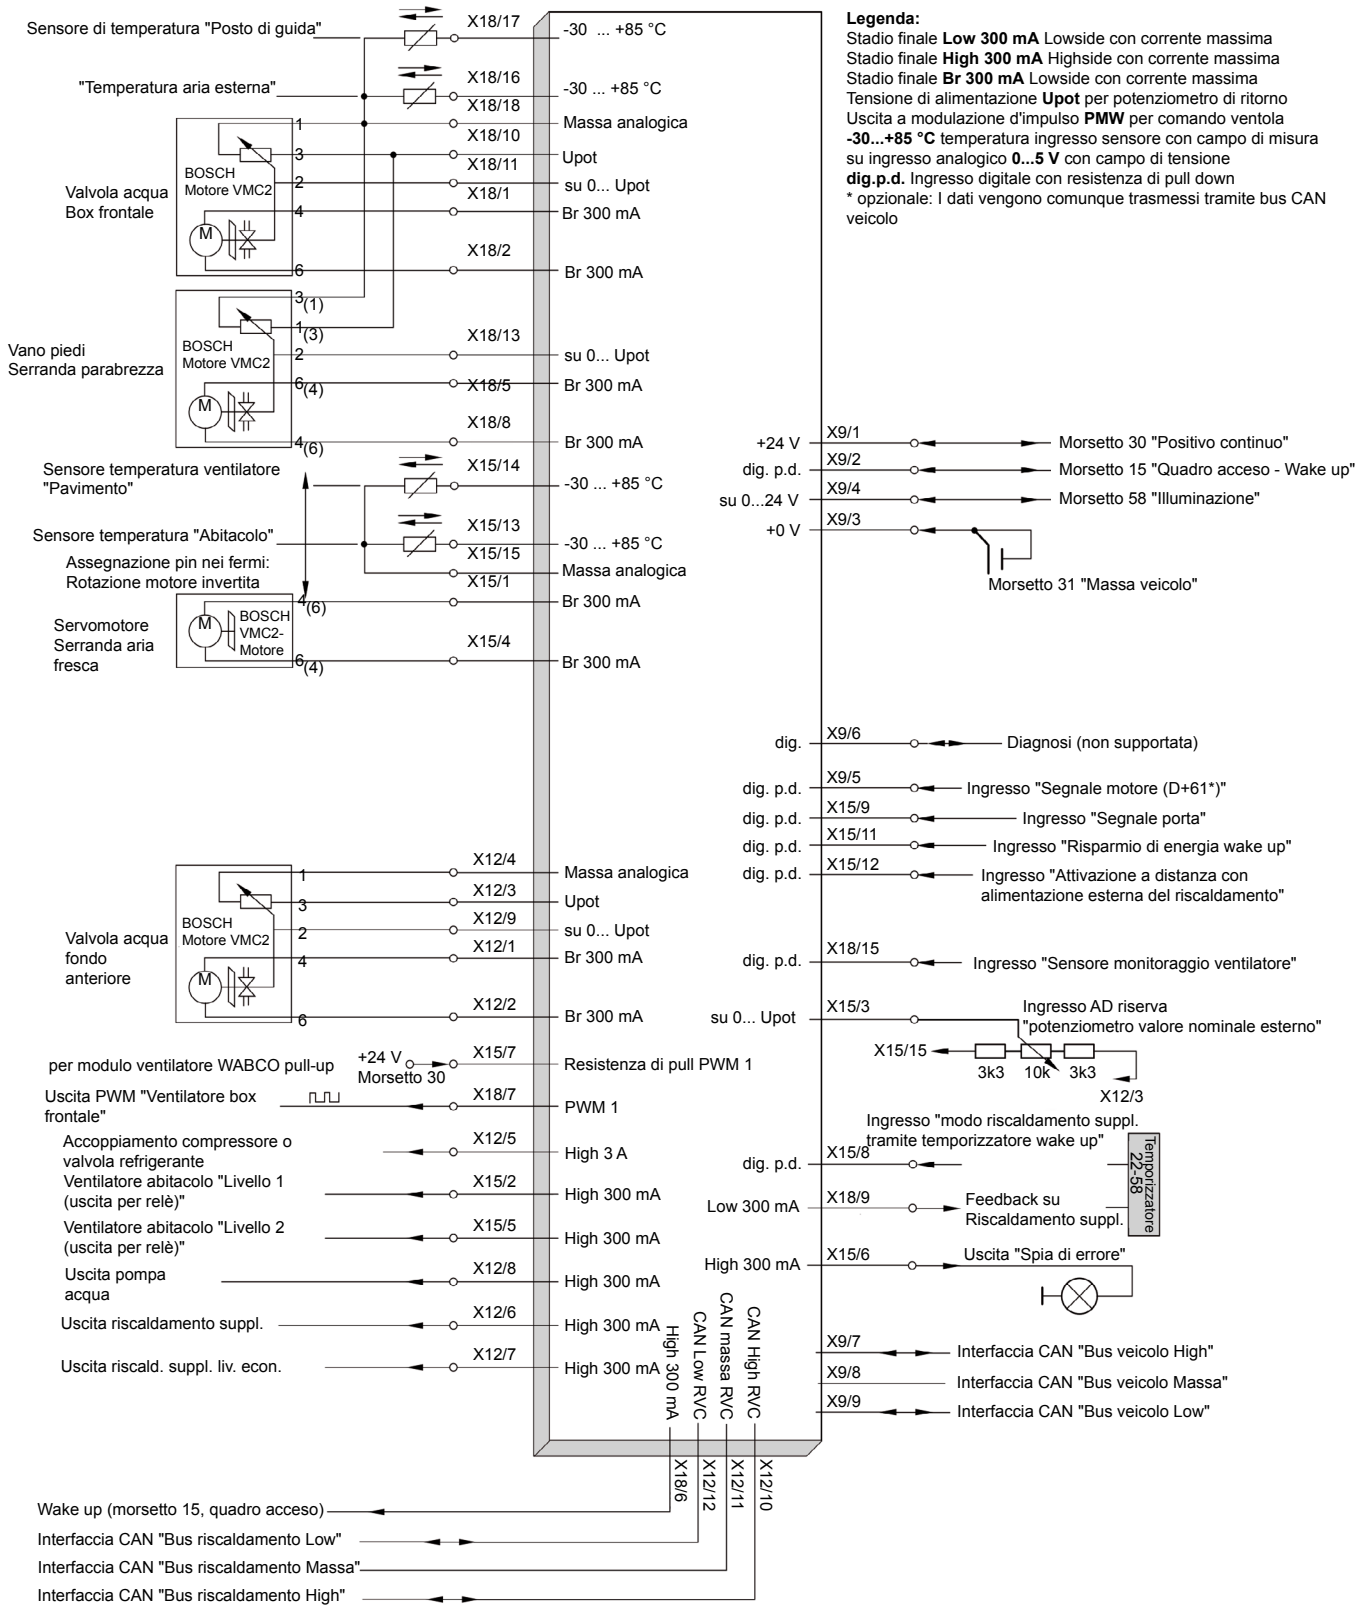 Sensore di temperatura "Posto di guida"
X18/17
-30 ... +85 °C
"Temperatura aria esterna"
X18/16
-30 ... +85 °C
X18/18
Massa analogica
Valvola acqua
Box frontale
BOSCH
Motore VMC2
M
1
3
2
4
6
X18/10
Upot
X18/11
su 0... Upot
X18/1
Br 300 mA
X18/2
Br 300 mA
Vano piedi
Serranda parabrezza
BOSCH
Motore VMC2
M
3 (1)
1 (3)
2
6 (4)
4 (6)
X18/13
su 0... Upot
X18/5
Br 300 mA
X18/8
Br 300 mA
Sensore temperatura ventilatore
"Pavimento"
X15/14
-30 ... +85 °C
Sensore temperatura "Abitacolo"
X15/13
-30 ... +85 °C
X15/15
Massa analogica
Assegnazione pin nei fermi:
Rotazione motore invertita
Servomotore
Serranda aria
fresca
M
BOSCH
VMC2-
Motore
4 (6)
6 (4)
X15/1
Br 300 mA
X15/4
Br 300 mA
Valvola acqua
fondo
anteriore
BOSCH
Motore VMC2
M
1
3
2
4
6
X12/4
Massa analogica
X12/3
Upot
X12/9
su 0... Upot
X12/1
Br 300 mA
X12/2
Br 300 mA
per modulo ventilatore WABCO pull-up
+24 V
Morsetto 30
X15/7
Resistenza di pull PWM 1
Uscita PWM "Ventilatore box
frontale"
X18/7
PWM 1
Accoppiamento compressore o
valvola refrigerante
X12/5
High 3 A
Ventilatore abitacolo "Livello 1
(uscita per relè)"
X15/2
High 300 mA
Ventilatore abitacolo "Livello 2
(uscita per relè)"
X15/5
High 300 mA
Uscita pompa
acqua
X12/8
High 300 mA
Uscita riscaldamento suppl.
X12/6
High 300 mA
Uscita riscald. suppl. liv. econ.
X12/7
High 300 mA
High 300 mA
CAN Low RVC
CAN massa RVC
CAN High RVC
X18/6
X12/12
X12/11
X12/10
Wake up (morsetto 15, quadro acceso)
Interfaccia CAN "Bus riscaldamento Low"
Interfaccia CAN "Bus riscaldamento Massa"
Interfaccia CAN "Bus riscaldamento High"
Legenda:
Stadio finale Low 300 mA Lowside con corrente massima
Stadio finale High 300 mA Highside con corrente massima
Stadio finale Br 300 mA Lowside con corrente massima
Tensione di alimentazione Upot per potenziometro di ritorno
Uscita a modulazione d'impulso PMW per comando ventola
-30...+85 °C temperatura ingresso sensore con campo di misura
su ingresso analogico 0...5 V con campo di tensione
dig.p.d. Ingresso digitale con resistenza di pull down
* opzionale: I dati vengono comunque trasmessi tramite bus CAN
veicolo
+24 V
X9/1
Morsetto 30 "Positivo continuo"
dig. p.d.
X9/2
Morsetto 15 "Quadro acceso - Wake up"
su 0...24 V
X9/4
Morsetto 58 "Illuminazione"
+0 V
X9/3
Morsetto 31 "Massa veicolo"
dig.
X9/6
Diagnosi (non supportata)
dig. p.d.
X9/5
Ingresso "Segnale motore (D+61*)"
dig. p.d.
X15/9
Ingresso "Segnale porta"
dig. p.d.
X15/11
Ingresso "Risparmio di energia wake up"
dig. p.d.
X15/12
Ingresso "Attivazione a distanza con
alimentazione esterna del riscaldamento"
dig. p.d.
X18/15
Ingresso "Sensore monitoraggio ventilatore"
su 0... Upot
X15/3
Ingresso AD riserva
"potenziometro valore nominale esterno"
X15/15
3k3
10k
3k3
X12/3
Ingresso "modo riscaldamento suppl.
tramite temporizzatore wake up"
dig. p.d.
X15/8
Temporizzatore
22-58
Low 300 mA
X18/9
Feedback su
Riscaldamento suppl.
High 300 mA
X15/6
Uscita "Spia di errore"
X9/7
Interfaccia CAN "Bus veicolo High"
X9/8
Interfaccia CAN "Bus veicolo Massa"
X9/9
Interfaccia CAN "Bus veicolo Low"